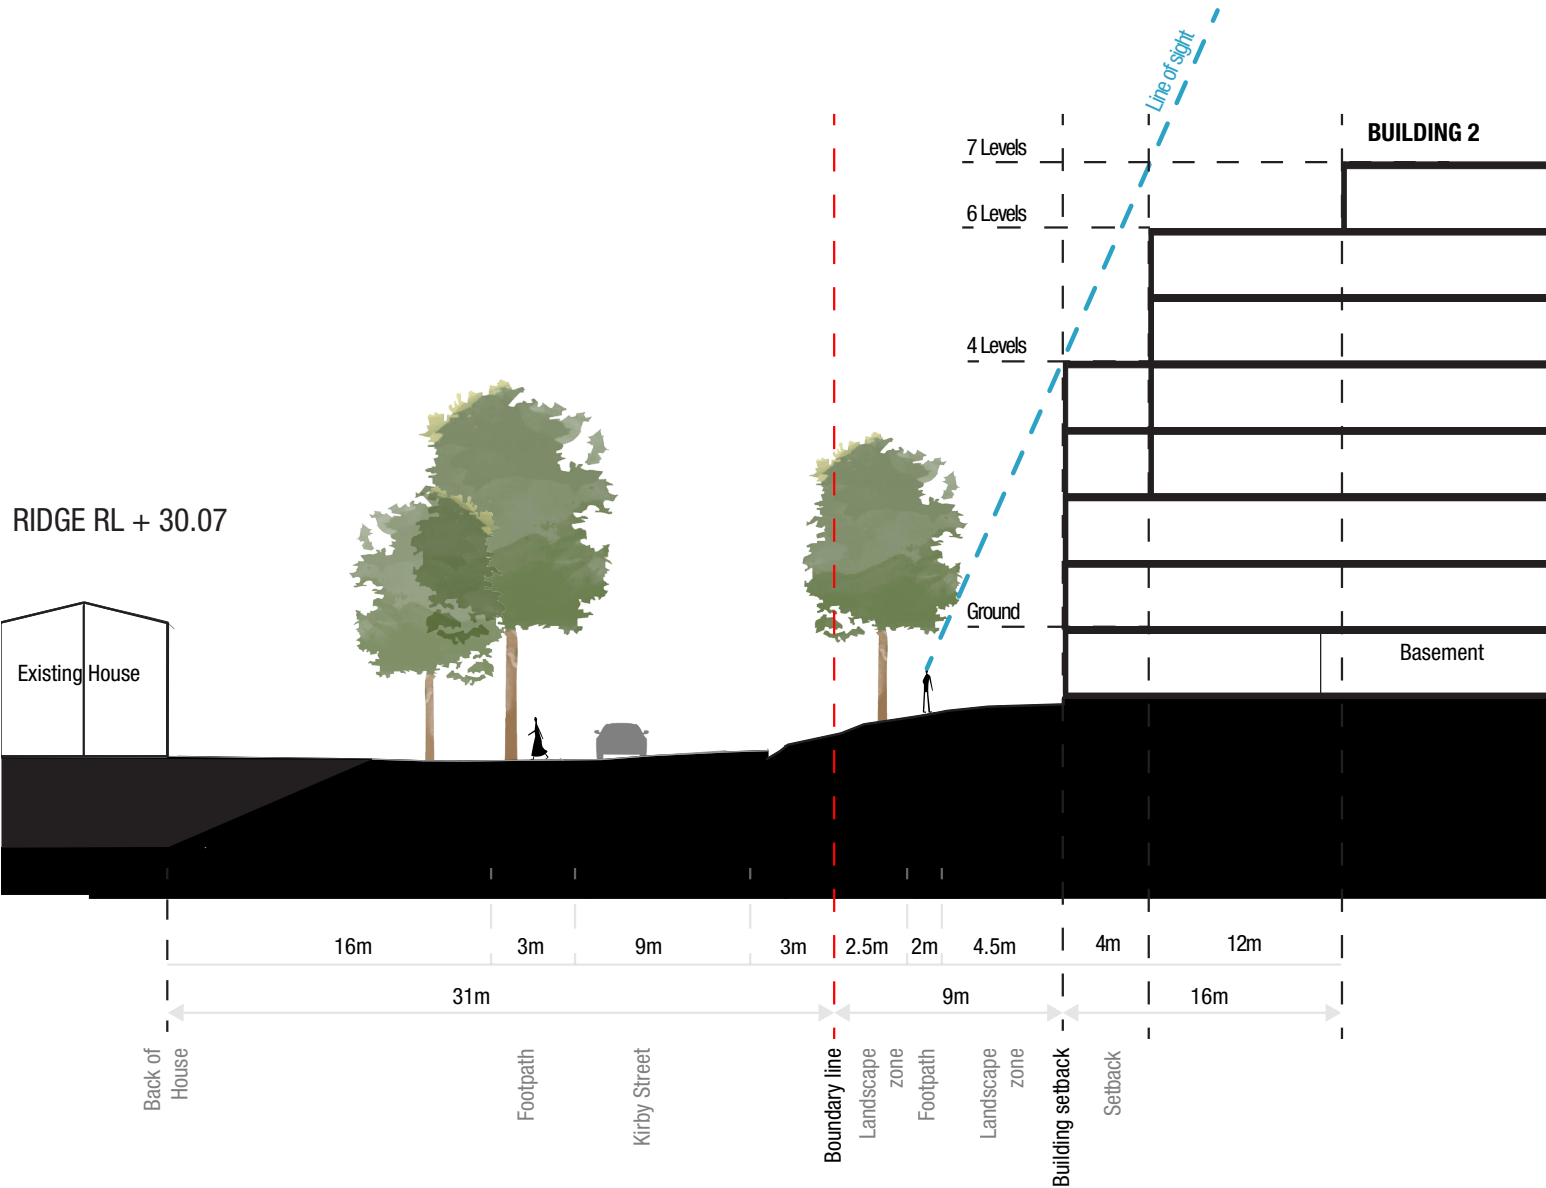 Line of sight
BUILDING 2
7 Levels
6 Levels
4 Levels
RIDGE RL + 30.07
Ground
Existing House
Basement
16m
3m
9m
3m
2.5m
2m
4.5m
4m
12m
31m
9m
16m
Back of
House
Footpath
Kirby Street
Boundary line
Landscape
zone
Footpath
Landscape
zone
Building setback
Setback